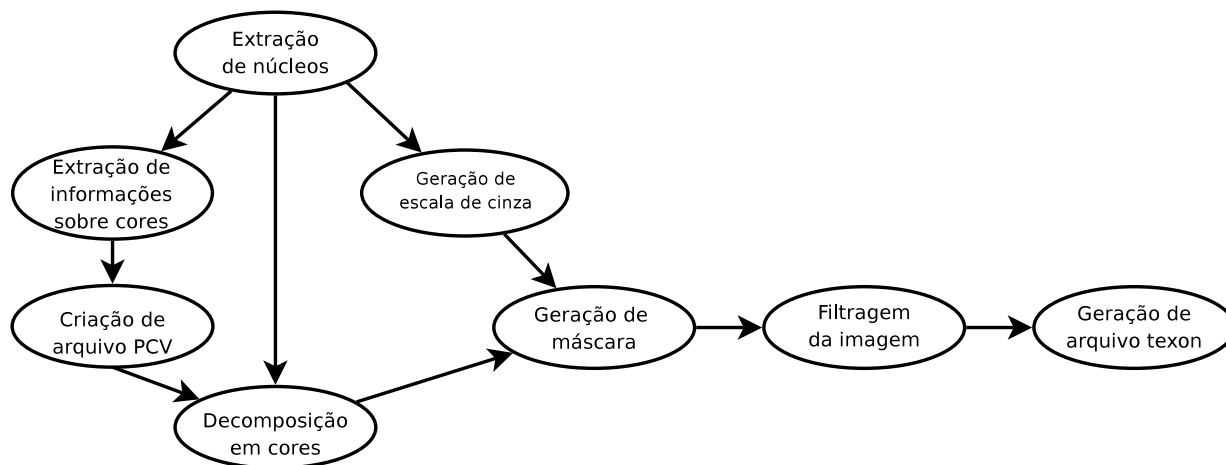 Extração
de núcleos
Extração de
informações
sobre cores
Geração de
escala de cinza
Criação de
arquivo PCV
Decomposição
em cores
Geração de
máscara
Filtragem
da imagem
Geração de
arquivo texon